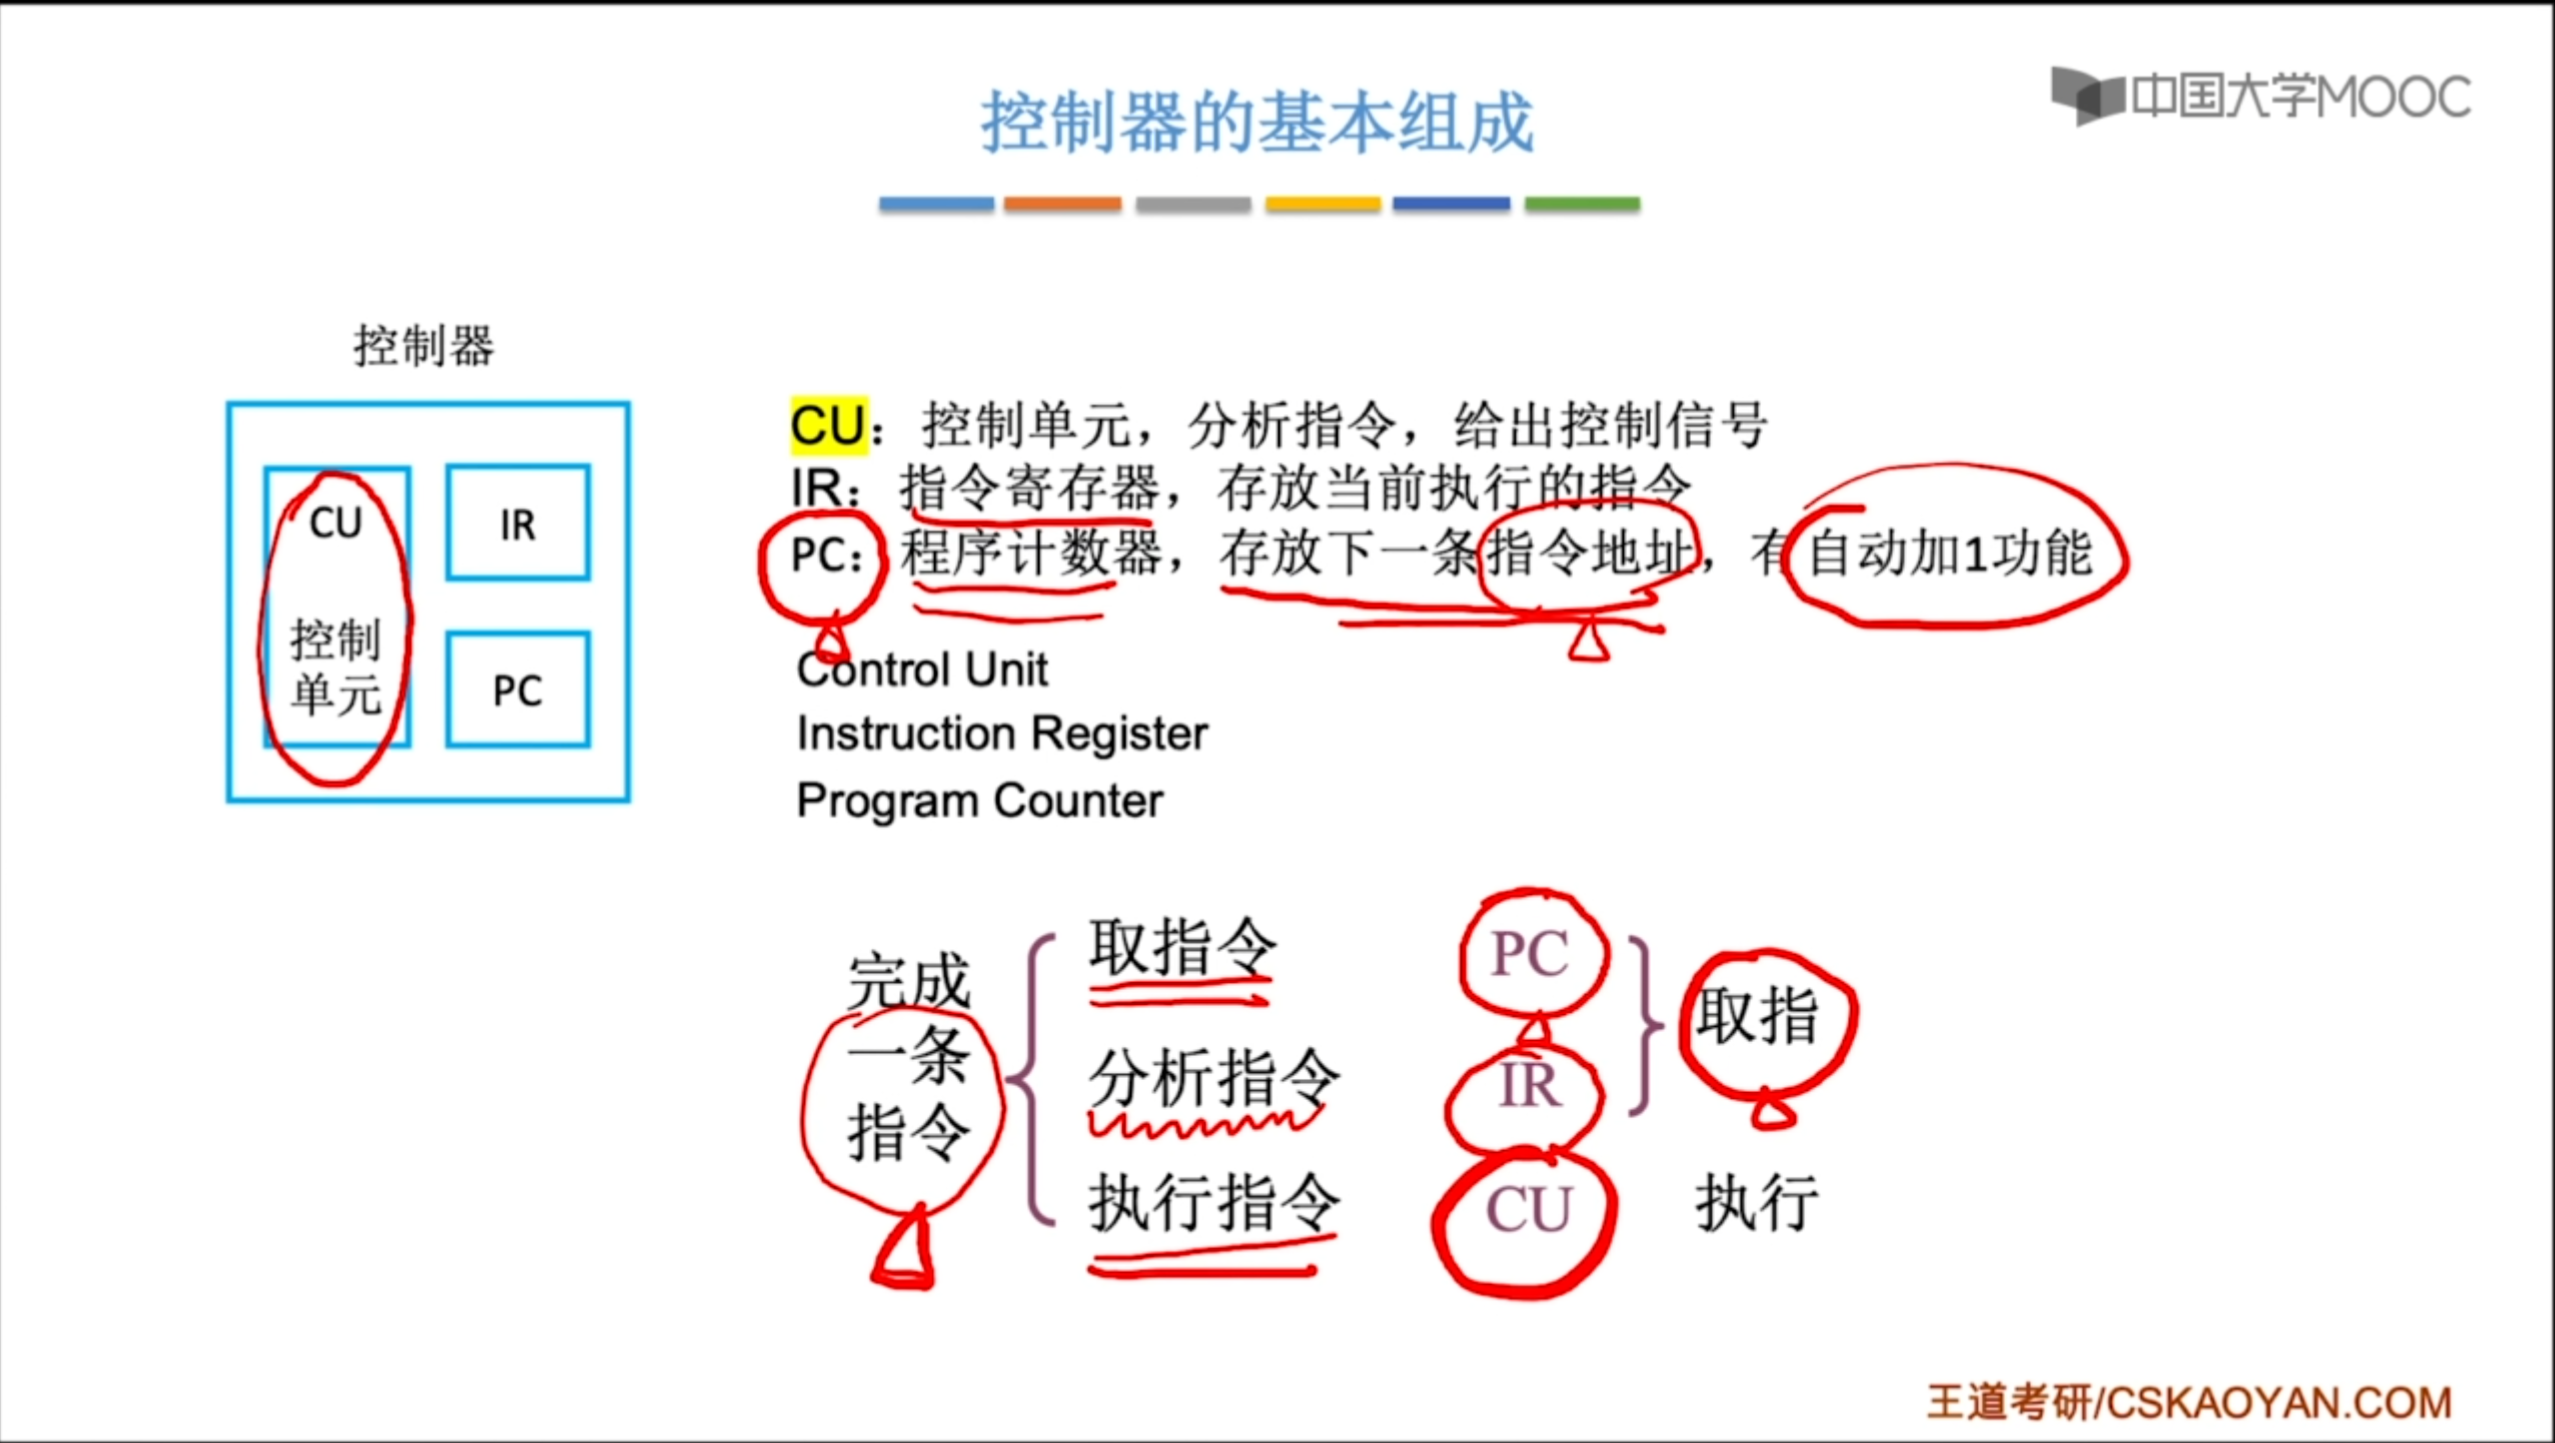 控制器的基本组成
中国大学MOOC
控制器
CU
控制
单元
IR
PC
CU：控制单元，分析指令，给出控制信号
IR：指令寄存器，存放当前执行的指令
PC：程序计数器，存放下一条指令地址，有自动加1功能
Control Unit
Instruction Register
Program Counter
完成
一条
指令
取指令
分析指令
执行指令
PC
IR
CU
取指
执行
王道考研/CSKAOYAN.COM